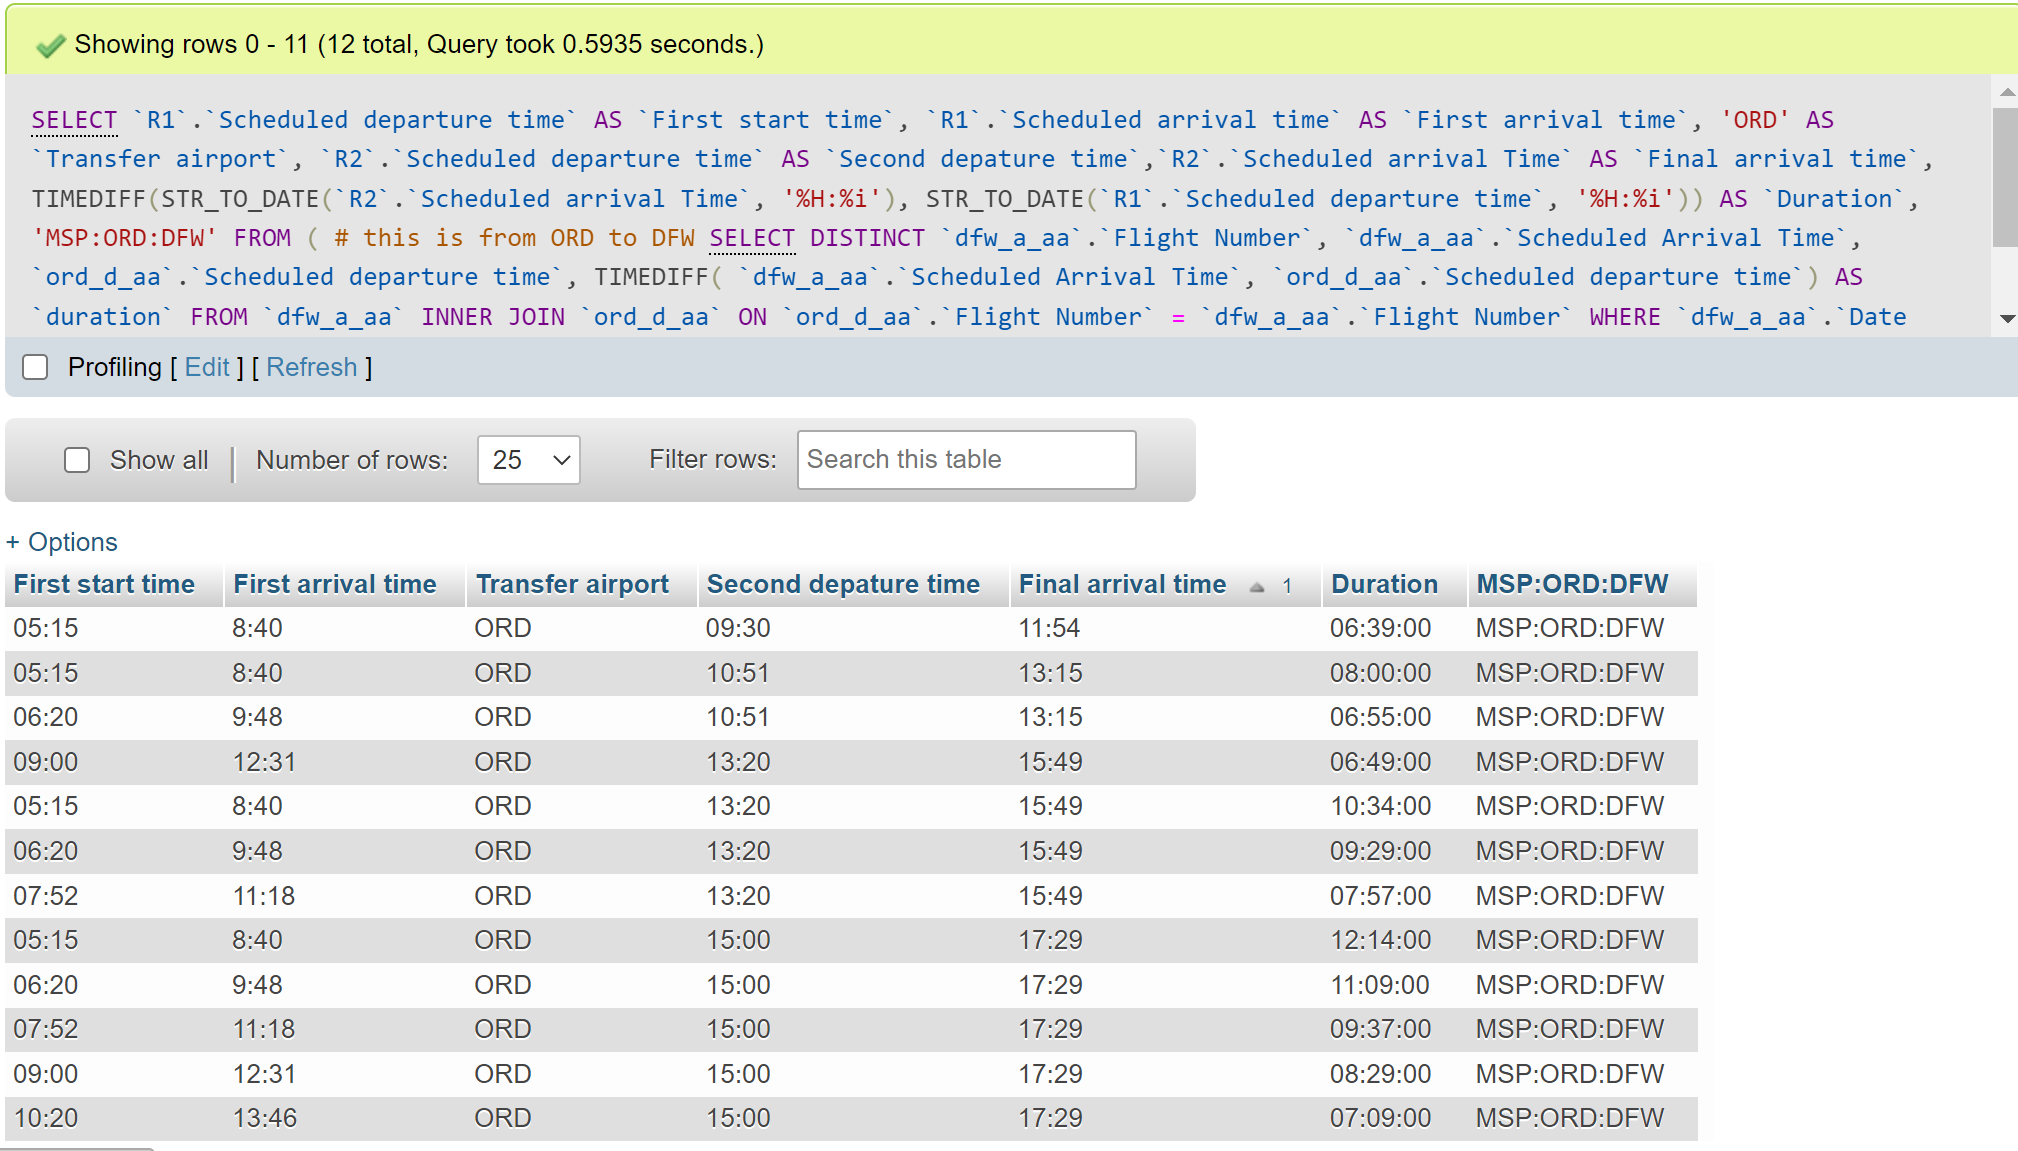 Showing rows 0 - 11 (12 total, Query took 0.5935 seconds.)
SELECT `R1`.`Scheduled departure time` AS `First start time`, `R1`.`Scheduled arrival time` AS `First arrival time`, 'ORD' AS
`Transfer airport`, `R2`.`Scheduled departure time` AS `Second depature time`,`R2`.`Scheduled arrival Time` AS `Final arrival time`,
TIMEDIFF(STR_TO_DATE(`R2`.`Scheduled arrival Time`, '%H:%i'), STR_TO_DATE(`R1`.`Scheduled departure time`, '%H:%i')) AS `Duration`,
'MSP:ORD:DFW' FROM ( # this is from ORD to DFW SELECT DISTINCT `dfw_a_aa`.`Flight Number`, `dfw_a_aa`.`Scheduled Arrival Time`,
`ord_d_aa`.`Scheduled departure time`, TIMEDIFF( `dfw_a_aa`.`Scheduled Arrival Time`, `ord_d_aa`.`Scheduled departure time`) AS
`duration` FROM `dfw_a_aa` INNER JOIN `ord_d_aa` ON `ord_d_aa`.`Flight Number` = `dfw_a_aa`.`Flight Number` WHERE `dfw_a_aa`.`Date
Profiling [ Edit ] [ Refresh ]
Show all Number of rows: 25 Filter rows: Search this table
+ Options
First start time First arrival time Transfer airport Second depature time Final arrival time 1 Duration MSP:ORD:DFW
05:15 8:40 ORD 09:30 11:54 06:39:00 MSP:ORD:DFW
05:15 8:40 ORD 10:51 13:15 08:00:00 MSP:ORD:DFW
06:20 9:48 ORD 10:51 13:15 06:55:00 MSP:ORD:DFW
09:00 12:31 ORD 13:20 15:49 06:49:00 MSP:ORD:DFW
05:15 8:40 ORD 13:20 15:49 10:34:00 MSP:ORD:DFW
06:20 9:48 ORD 13:20 15:49 09:29:00 MSP:ORD:DFW
07:52 11:18 ORD 13:20 15:49 07:57:00 MSP:ORD:DFW
05:15 8:40 ORD 15:00 17:29 12:14:00 MSP:ORD:DFW
06:20 9:48 ORD 15:00 17:29 11:09:00 MSP:ORD:DFW
07:52 11:18 ORD 15:00 17:29 09:37:00 MSP:ORD:DFW
09:00 12:31 ORD 15:00 17:29 08:29:00 MSP:ORD:DFW
10:20 13:46 ORD 15:00 17:29 07:09:00 MSP:ORD:DFW